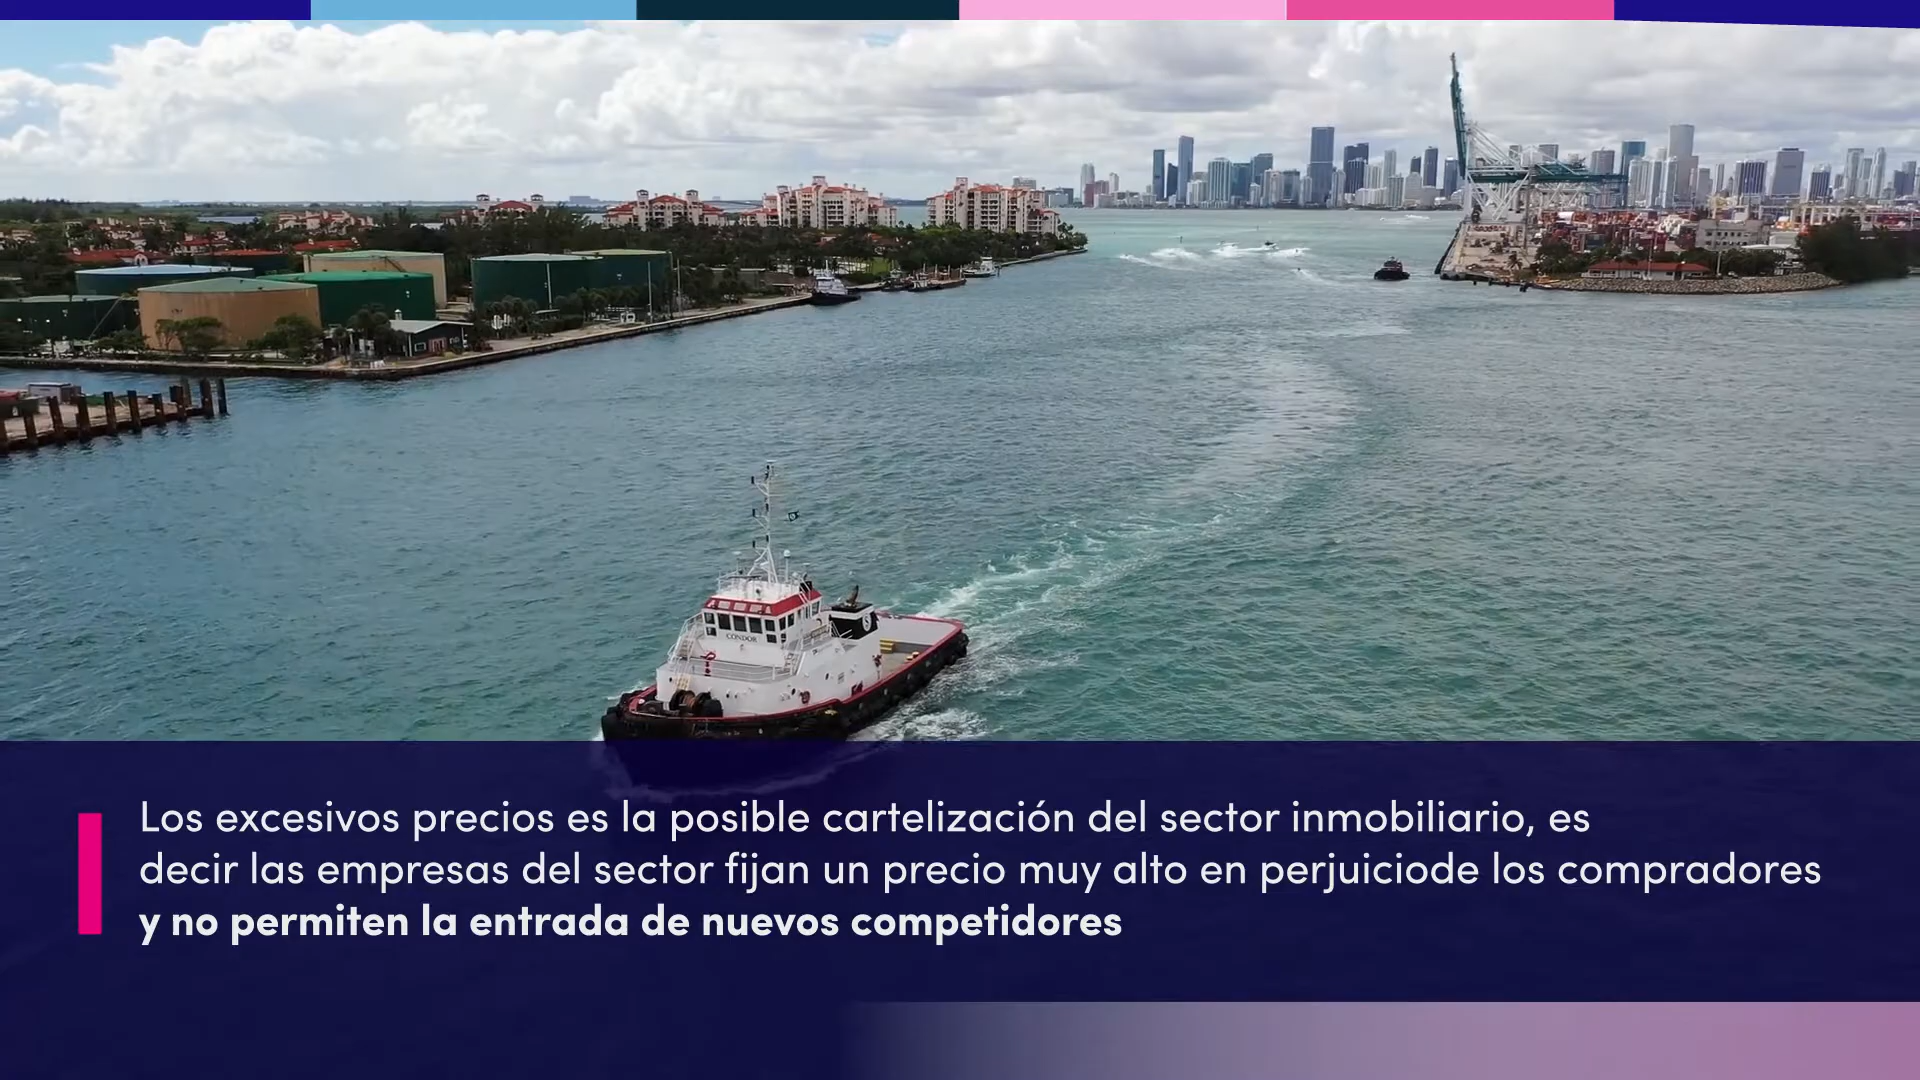 CONDOR
S
Los excesivos precios es la posible cartelización del sector inmobiliario, es
decir las empresas del sector fijan un precio muy alto en perjuiciode los compradores
y no permiten la entrada de nuevos competidores